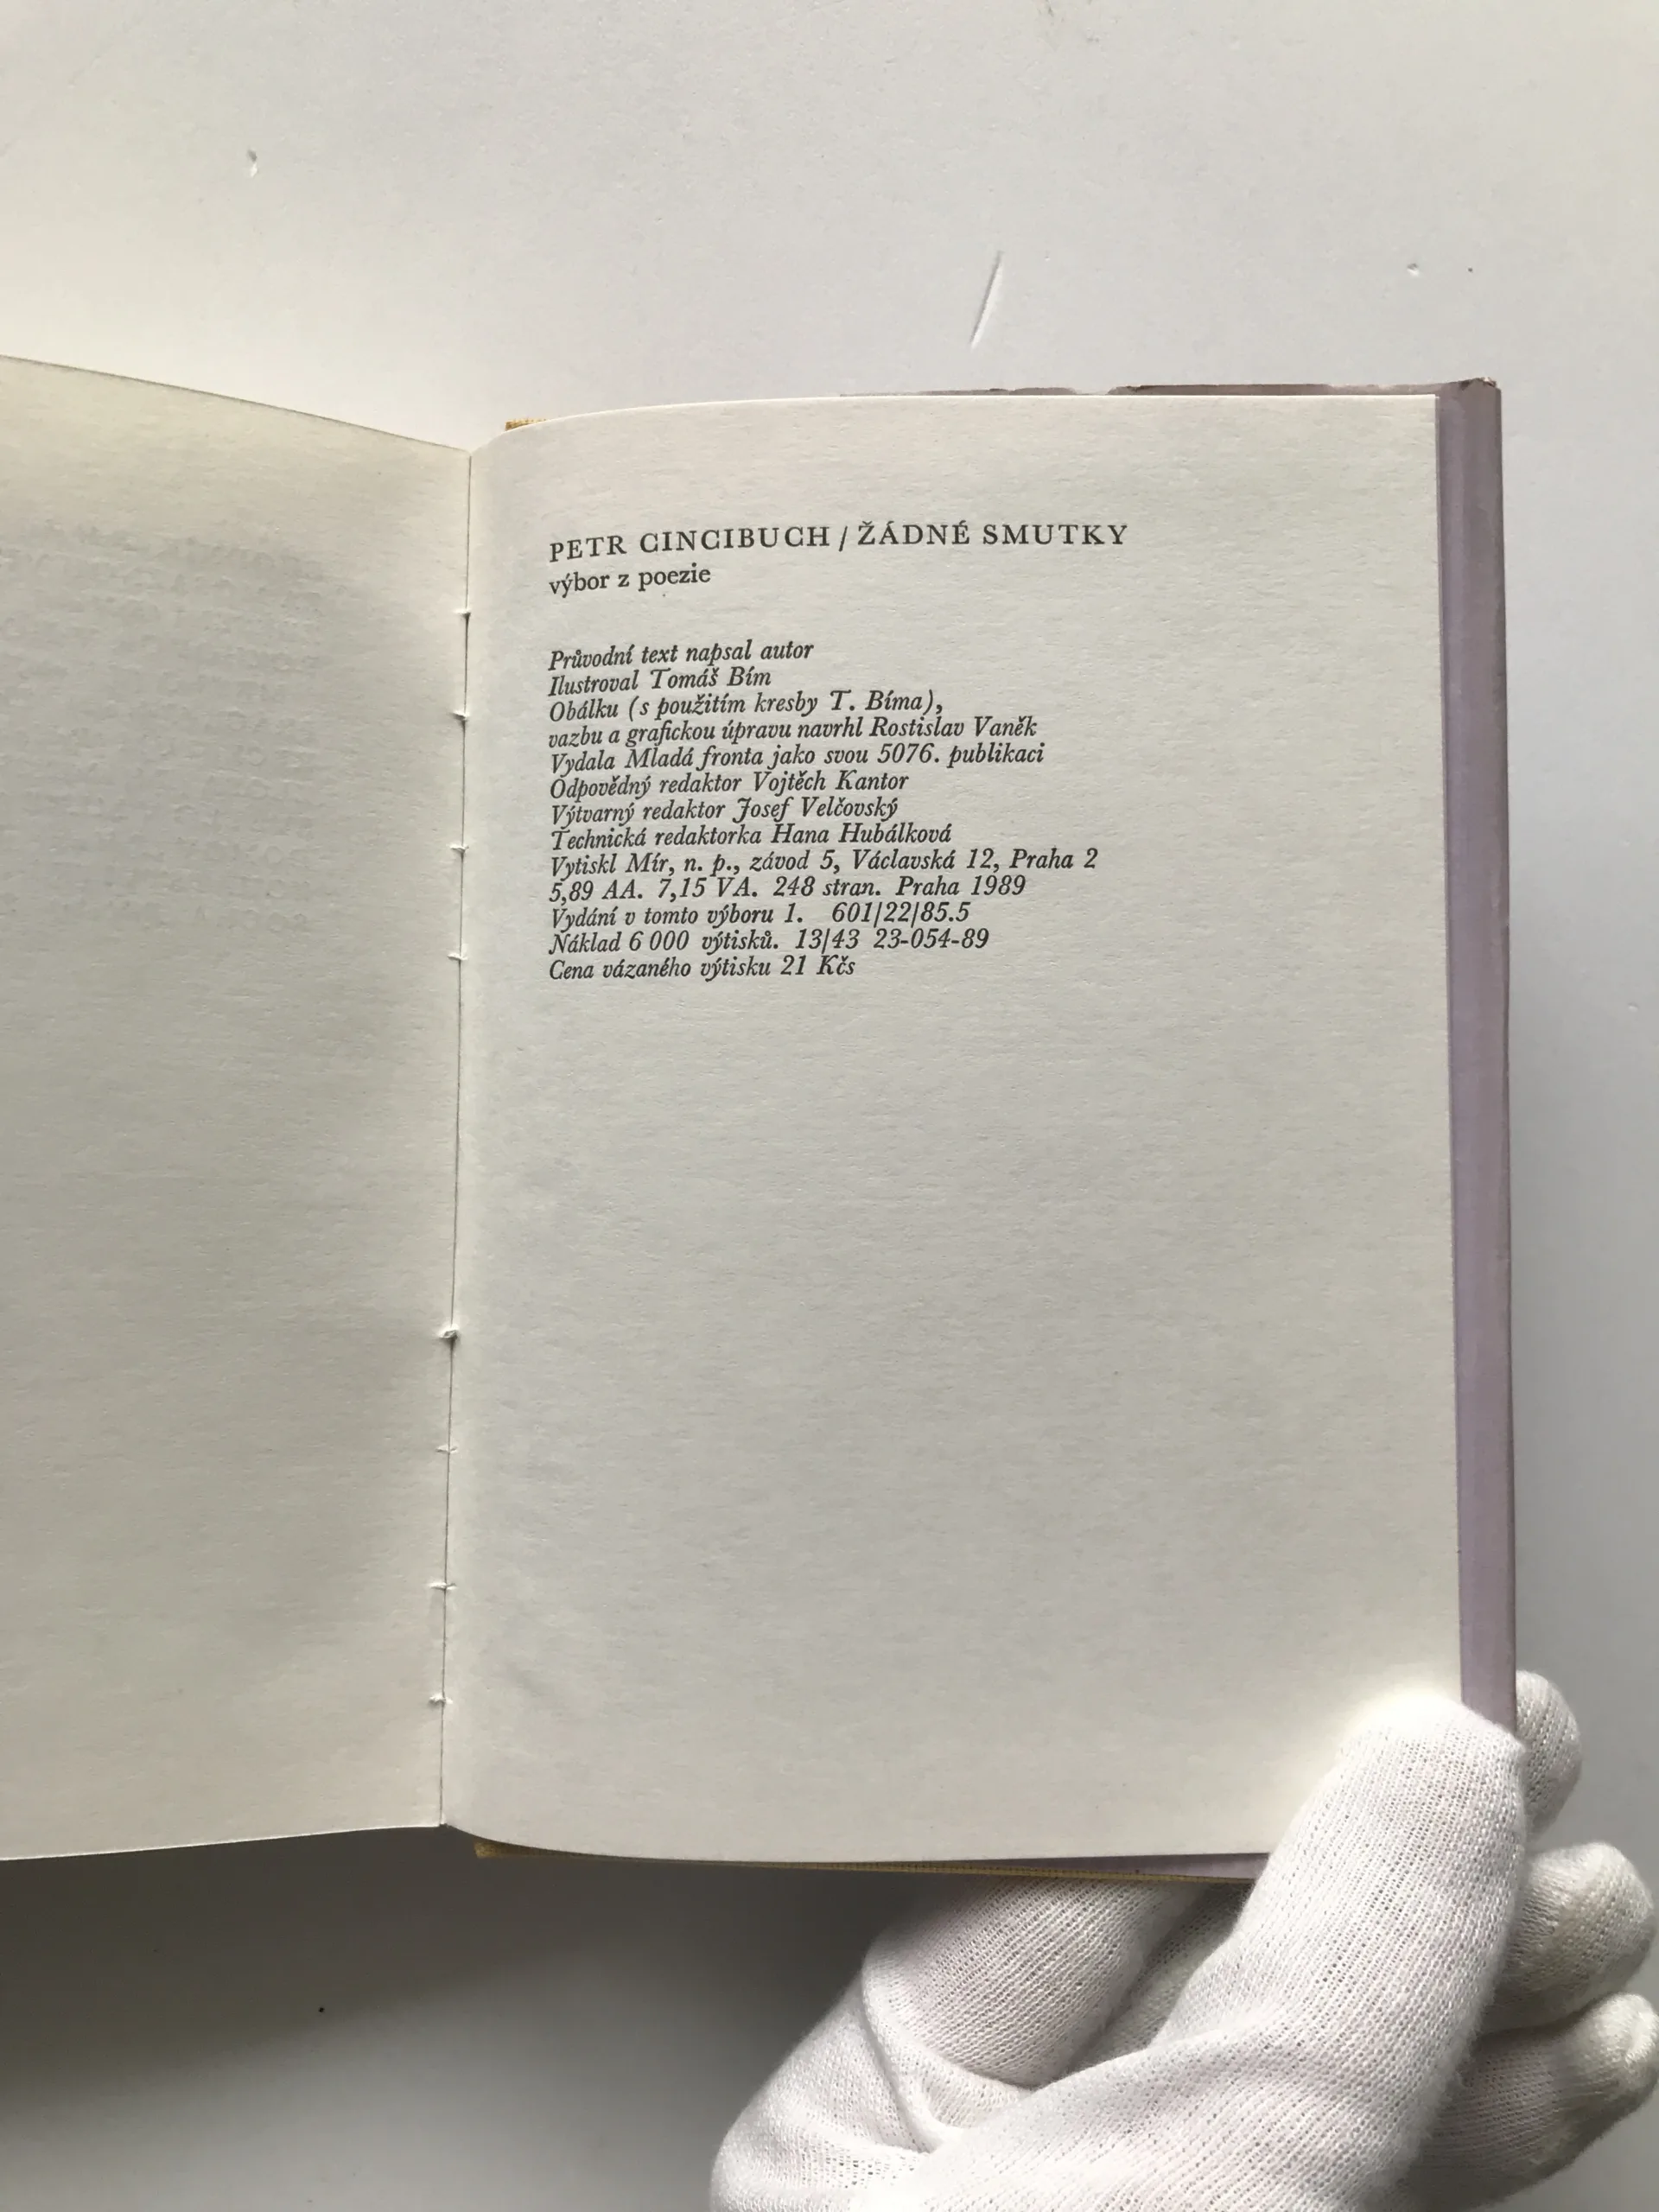 PETR CINCIBUCH / ŽÁDNÉ SMUTKY
výbor z poezie
Průvodní text napsal autor
Ilustroval Tomáš Bím
Obálku (s použitím kresby T. Bíma),
vazbu a grafickou úpravu navrhl Rostislav Vaněk
Vydala Mladá fronta jako svou 5076. publikaci
Odpovědný redaktor Vojtěch Kantor
Výtvarný redaktor Josef Velčovský
Technická redaktorka Hana Hubálková
Vytiskl Mír, n. p., závod 5, Václavská 12, Praha 2
5,89 AA. 7,15 VA. 248 stran. Praha 1989
Vydání v tomto výboru 1. 601/22/85.5
Náklad 6 000 výtisků. 13/43 23-054-89
Cena vázaného výtisku 21 Kčs